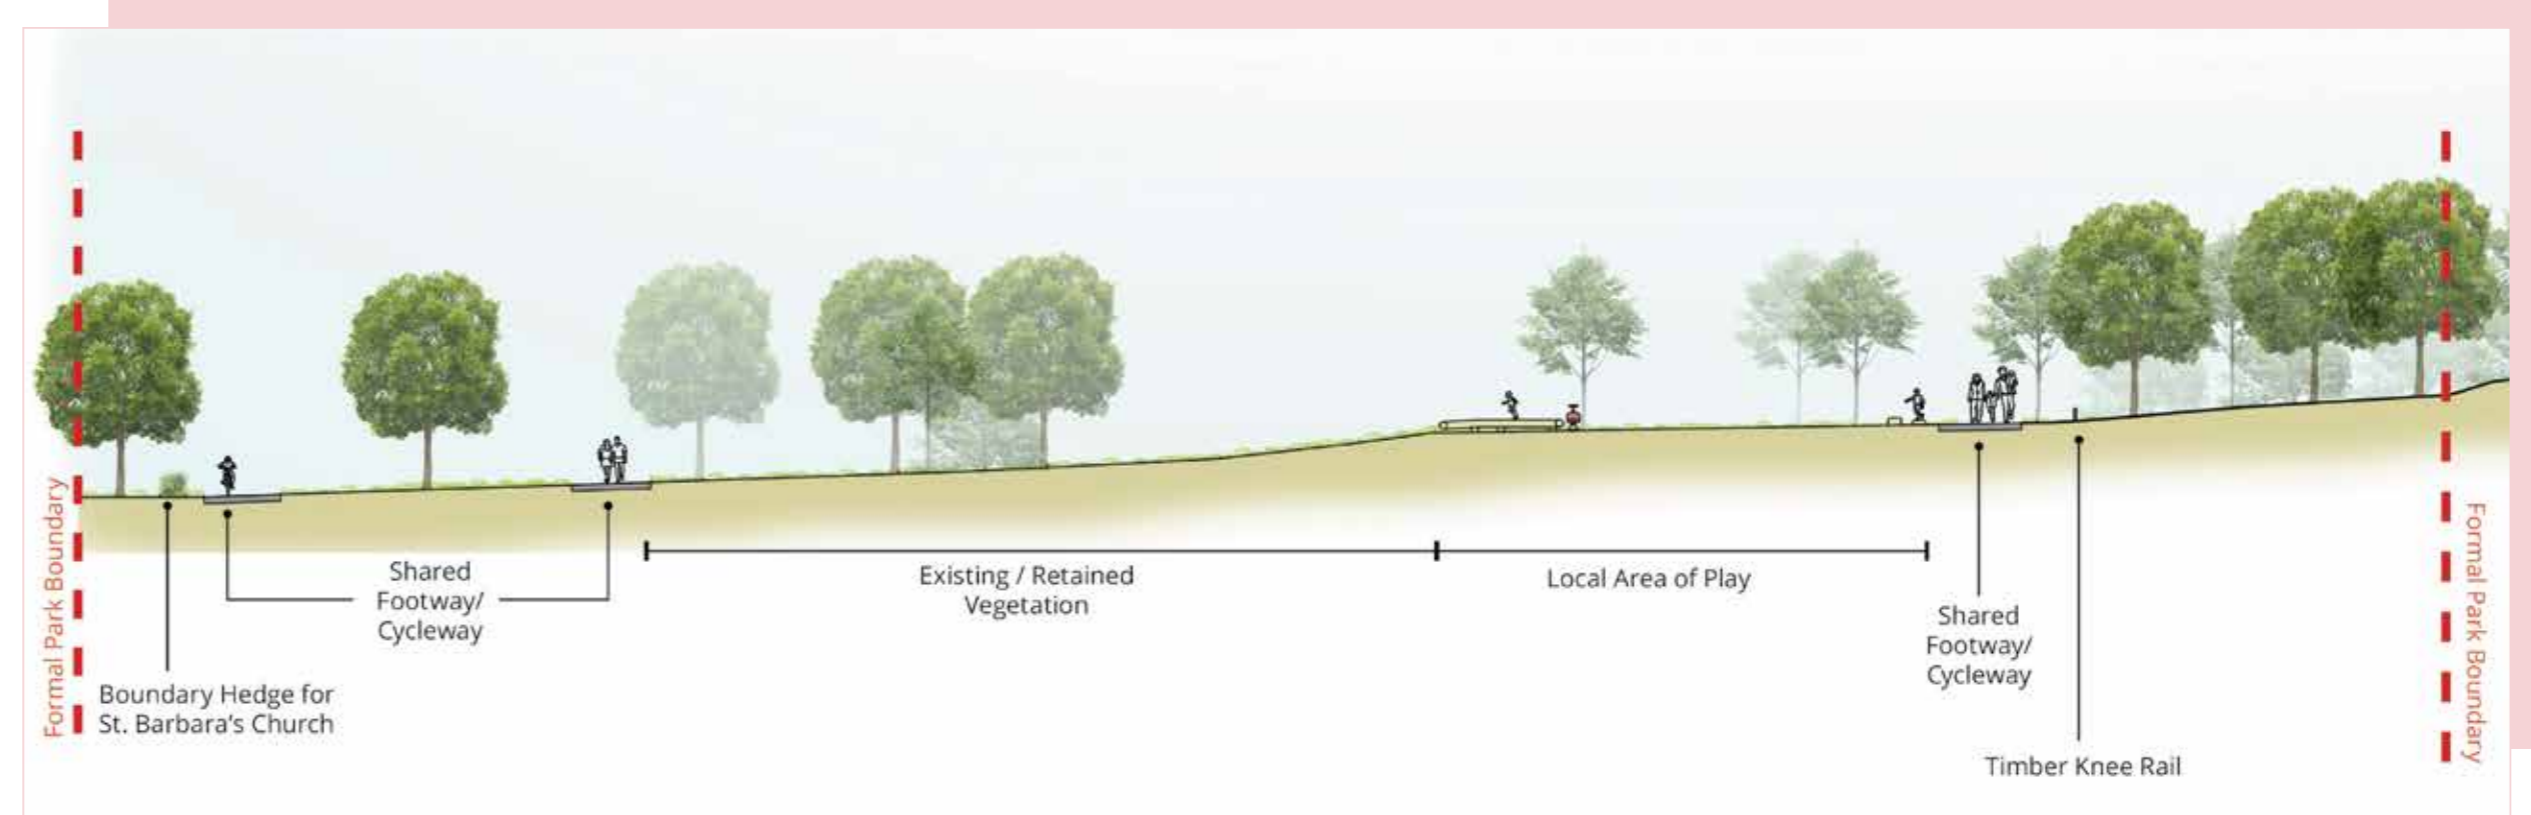 Formal Park Boundary
Boundary Hedge for
St. Barbara's Church
Shared
Footway/
Cycleway
Existing / Retained
Vegetation
Local Area of Play
Shared
Footway/
Cycleway
Timber Knee Rail
Formal Park Boundary